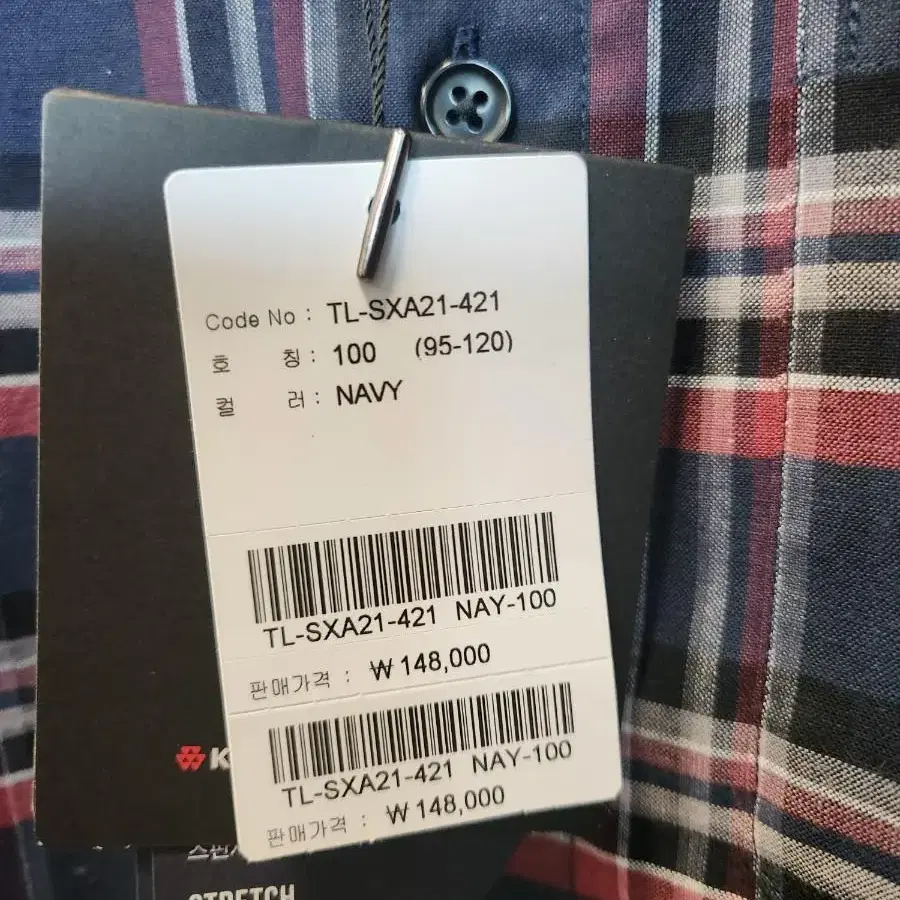 Code No : TL-SXA21-421
호 칭 : 100 (95-120)
컬 러 : NAVY
TL-SXA21-421 NAY-100
판매가격 : ₩ 148,000
K
TL-SXA21-421 NAY-100
판매가격 : ₩ 148,000
STRETCH